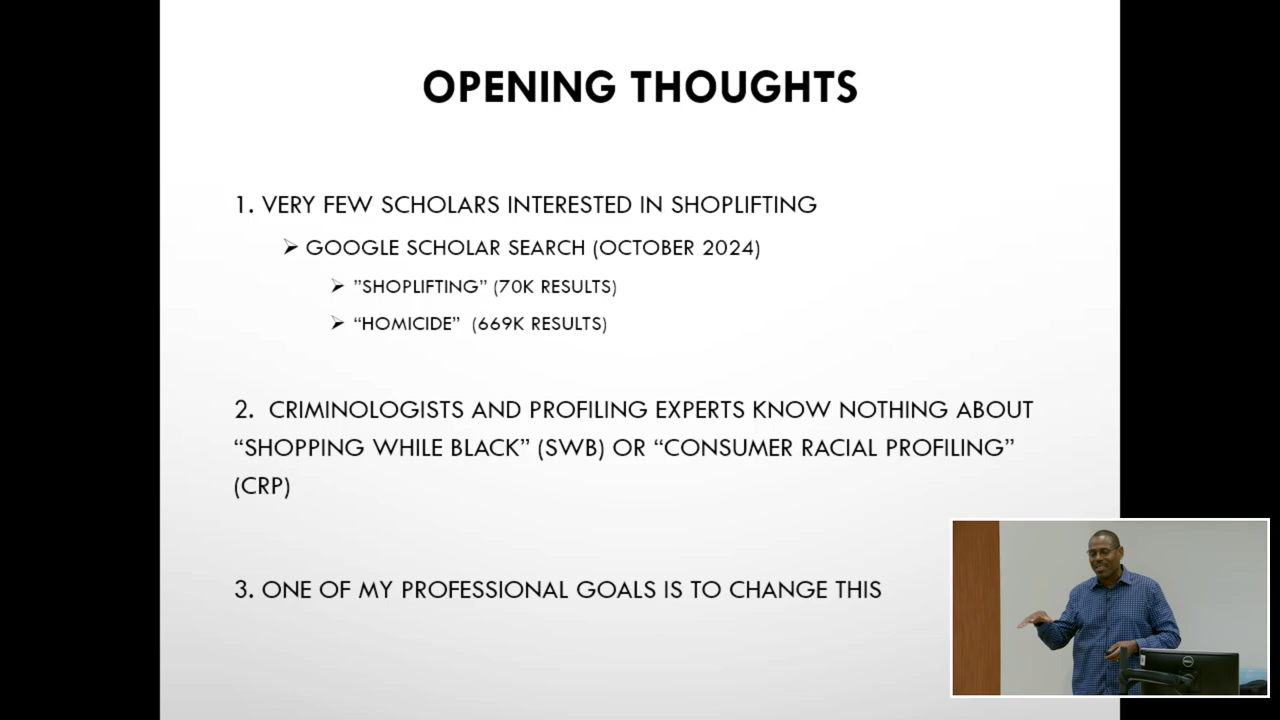 OPENING THOUGHTS
1. VERY FEW SCHOLARS INTERESTED IN SHOPLIFTING
GOOGLE SCHOLAR SEARCH (OCTOBER 2024)
”SHOPLIFTING” (70K RESULTS)
“HOMICIDE” (669K RESULTS)
2. CRIMINOLOGISTS AND PROFILING EXPERTS KNOW NOTHING ABOUT
“SHOPPING WHILE BLACK” (SWB) OR “CONSUMER RACIAL PROFILING”
(CRP)
3. ONE OF MY PROFESSIONAL GOALS IS TO CHANGE THIS